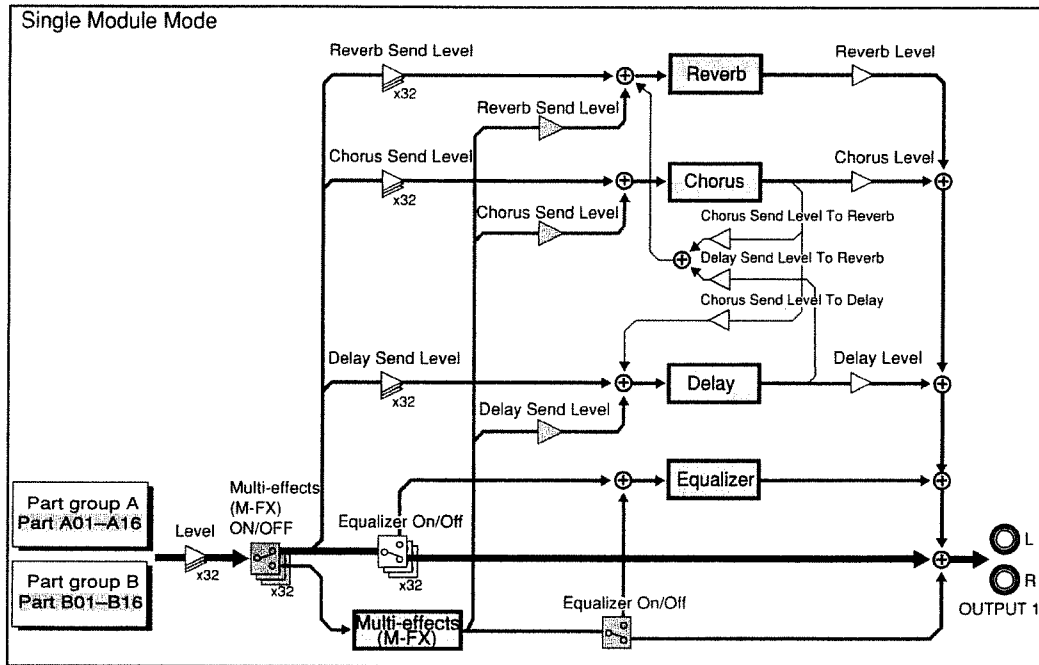 Single Module Mode
Reverb Send Level
x32
Reverb
Reverb Level
Reverb Send Level
Chorus Send Level
x32
Chorus
Chorus Level
Chorus Send Level
Chorus Send Level To Reverb
Delay Send Level To Reverb
Chorus Send Level To Delay
Delay Send Level
x32
Delay
Delay Level
Delay Send Level
Equalizer
Part group A
Part A01–A16
Part group B
Part B01–B16
Level
x32
Multi-effects
(M-FX)
ON/OFF
x32
Equalizer On/Off
x32
Multi-effects
(M-FX)
Equalizer On/Off
L
R
OUTPUT 1